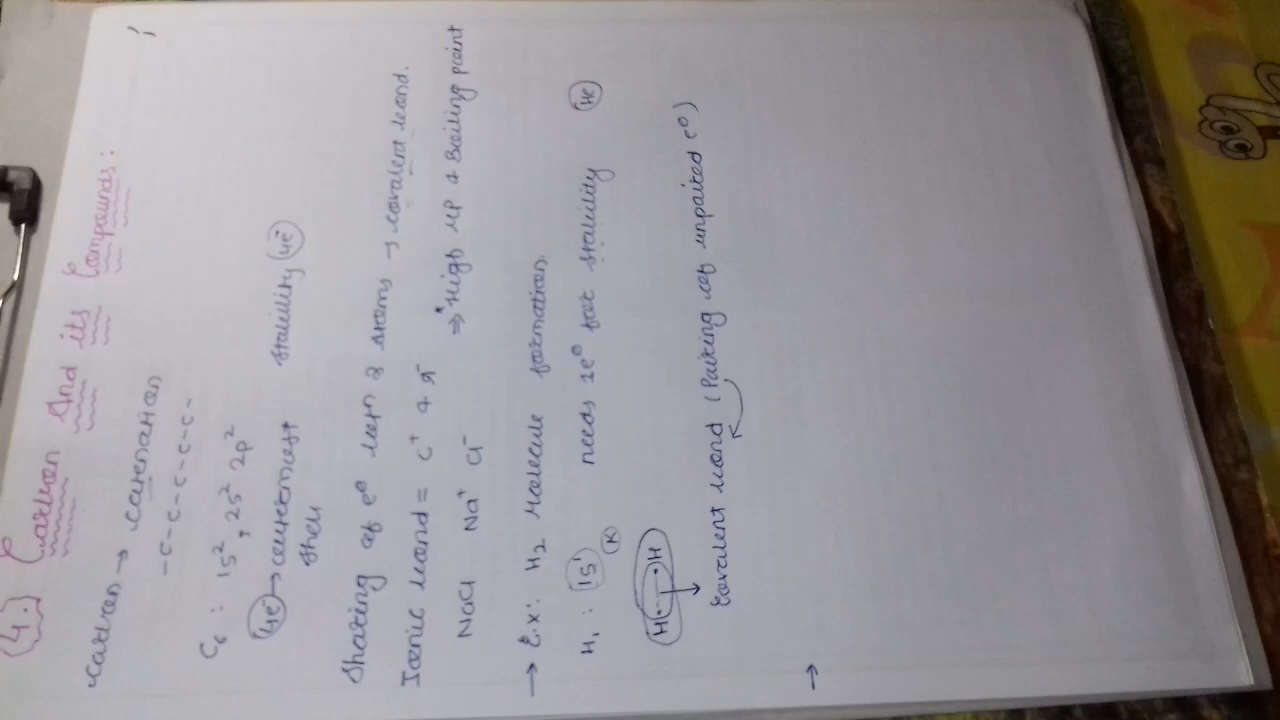 4.) Carbon And its Compounds:
Carbon → Catenation
-C-C-C-C-C-
C₆ : 1s², 2s² 2p²
4e⁻ → outermost shell stability 4e⁻
Sharing of e⁻ b/w 2 atoms → covalent bond.
Ionic bond = C⁺ & A⁻
NaCl Na⁺ Cl⁻ ⇒ *High MP & Boiling point
→ Ex: H₂ Molecule formation.
H₁ : 1s¹ needs 1e⁻ for stability He
K
H H
Covalent bond (Pairing of unpaired e⁻)
→